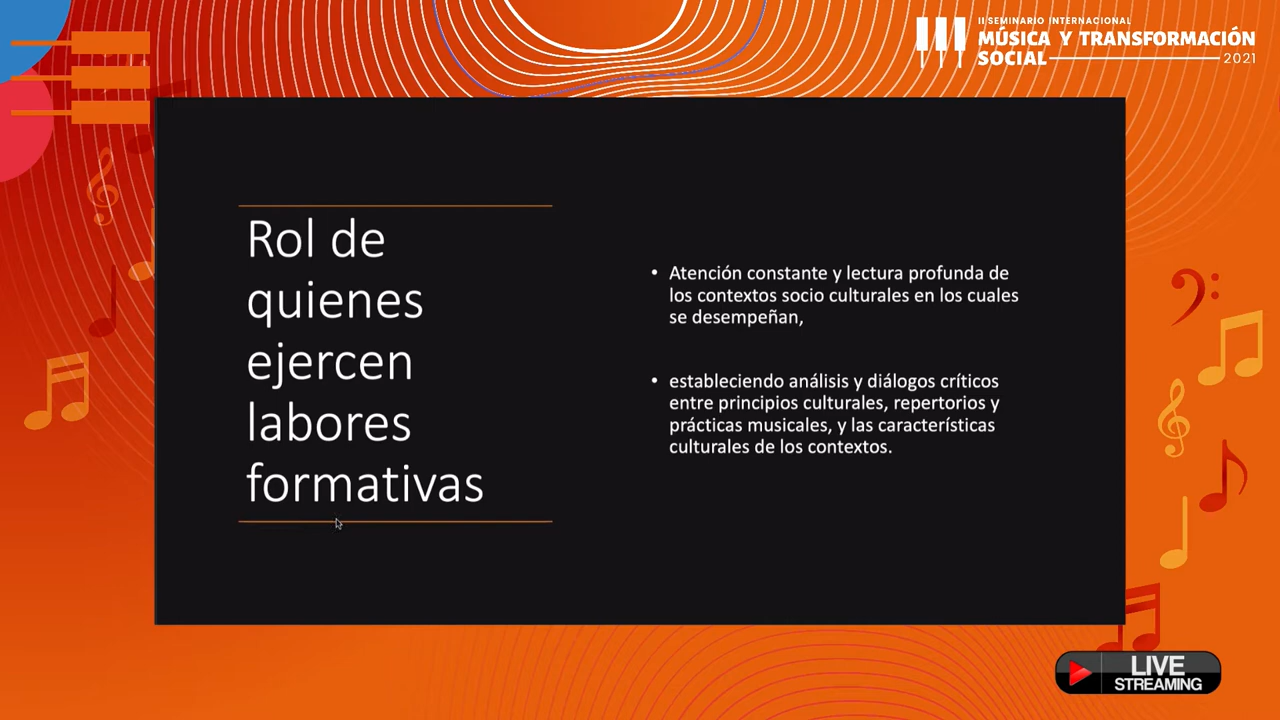 II SEMINARIO INTERNACIONAL
MÚSICA Y TRANSFORMACIÓN
SOCIAL
2021
Rol de
quienes
ejercen
labores
formativas
• Atención constante y lectura profunda de
los contextos socio culturales en los cuales
se desempeñan,
• estableciendo análisis y diálogos críticos
entre principios culturales, repertorios y
prácticas musicales, y las características
culturales de los contextos.
LIVE
STREAMING